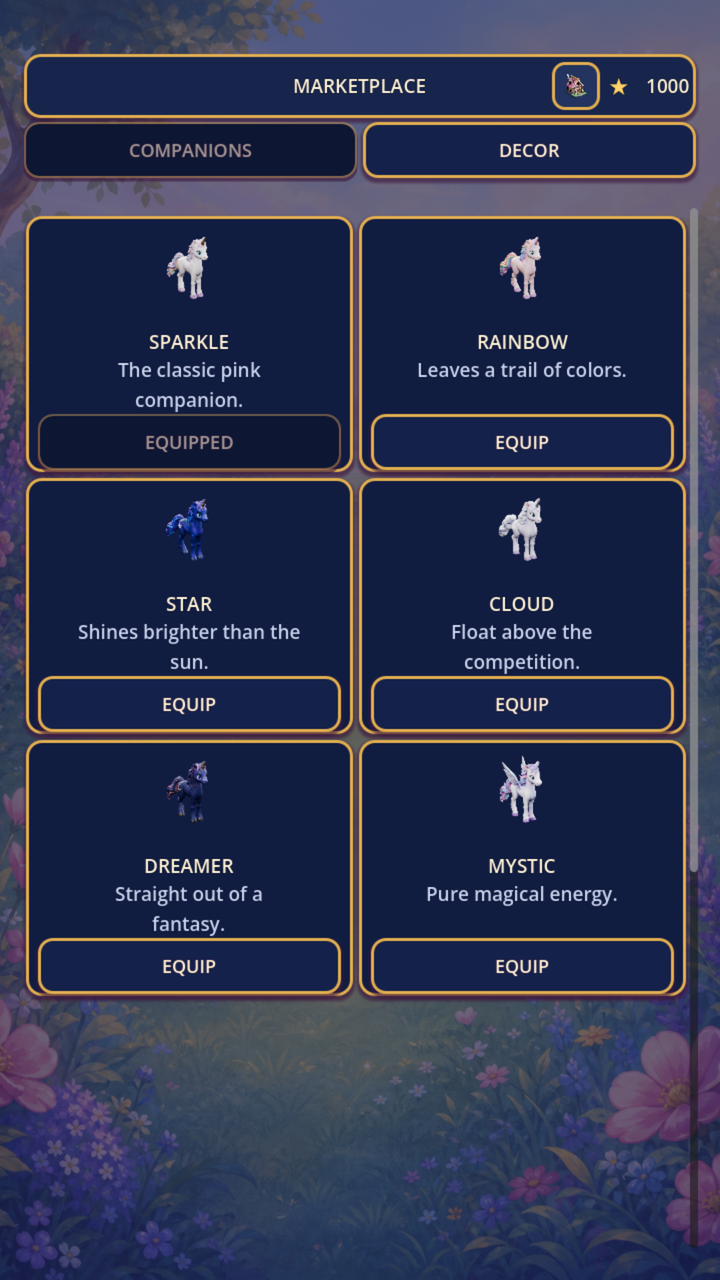 MARKETPLACE
★ 1000
COMPANIONS
DECOR
SPARKLE
The classic pink
companion.
EQUIPPED
RAINBOW
Leaves a trail of colors.
EQUIP
STAR
Shines brighter than the
sun.
EQUIP
CLOUD
Float above the
competition.
EQUIP
DREAMER
Straight out of a
fantasy.
EQUIP
MYSTIC
Pure magical energy.
EQUIP